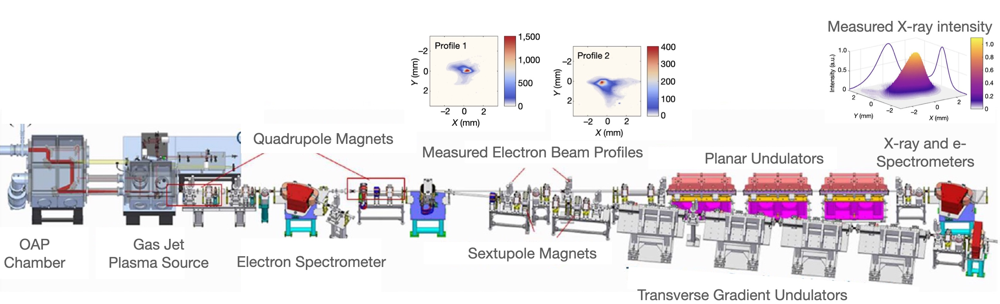 Measured X-ray intensity
1.0
0.5
0
Intensity (a.u.)
2
0
−2
Y (mm)
−2
0
2
X (mm)
1.0
0.8
0.6
0.4
0.2
0
Profile 1
−2
0
2
Y (mm)
−2 0 2
X (mm)
1,500
1,000
500
0
Profile 2
−2
0
2
Y (mm)
−2 0 2
X (mm)
400
300
200
100
0
Quadrupole Magnets
Measured Electron Beam Profiles
Planar Undulators
X-ray and e-
Spectrometers
OAP
Chamber
Gas Jet
Plasma Source
Electron Spectrometer
Sextupole Magnets
Transverse Gradient Undulators